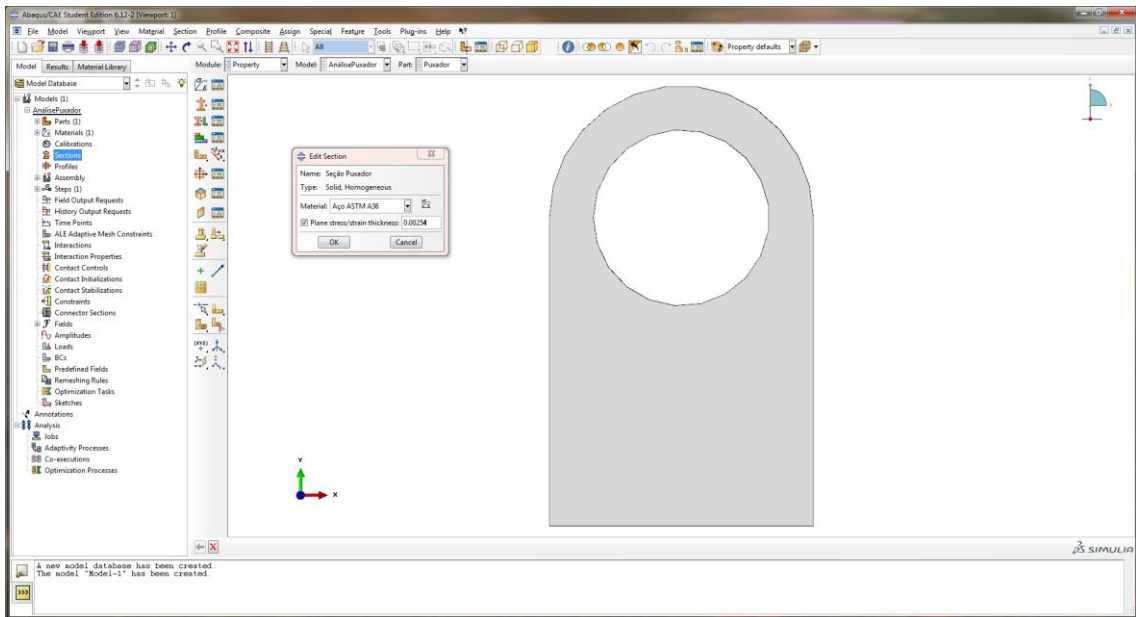 Abaqus/CAE Student Edition 6.12-2 [Viewport: 1]
File Model Viewport View Material Section Profile Composite Assign Special Feature Tools Plug-ins Help
All
Property defaults
Model Results Material Library
Module: Property Model: AnálisePuxador Part: Puxador
Model Database
Models (1)
AnálisePuxador
Parts (1)
Materials (1)
Calibrations
Sections
Profiles
Assembly
Steps (1)
Field Output Requests
History Output Requests
Time Points
ALE Adaptive Mesh Constraints
Interactions
Interaction Properties
Contact Controls
Contact Initializations
Contact Stabilizations
Constraints
Connector Sections
Fields
Amplitudes
Loads
BCs
Predefined Fields
Remeshing Rules
Optimization Tasks
Sketches
Annotations
Analysis
Jobs
Adaptivity Processes
Co-executions
Optimization Processes
Edit Section
Name: Seção Puxador
Type: Solid, Homogeneous
Material: Aço ASTM A36
Plane stress/strain thickness: 0.00254
OK Cancel
Y
X
SIMULIA
A new model database has been created.
The model "Model-1" has been created.
>>>